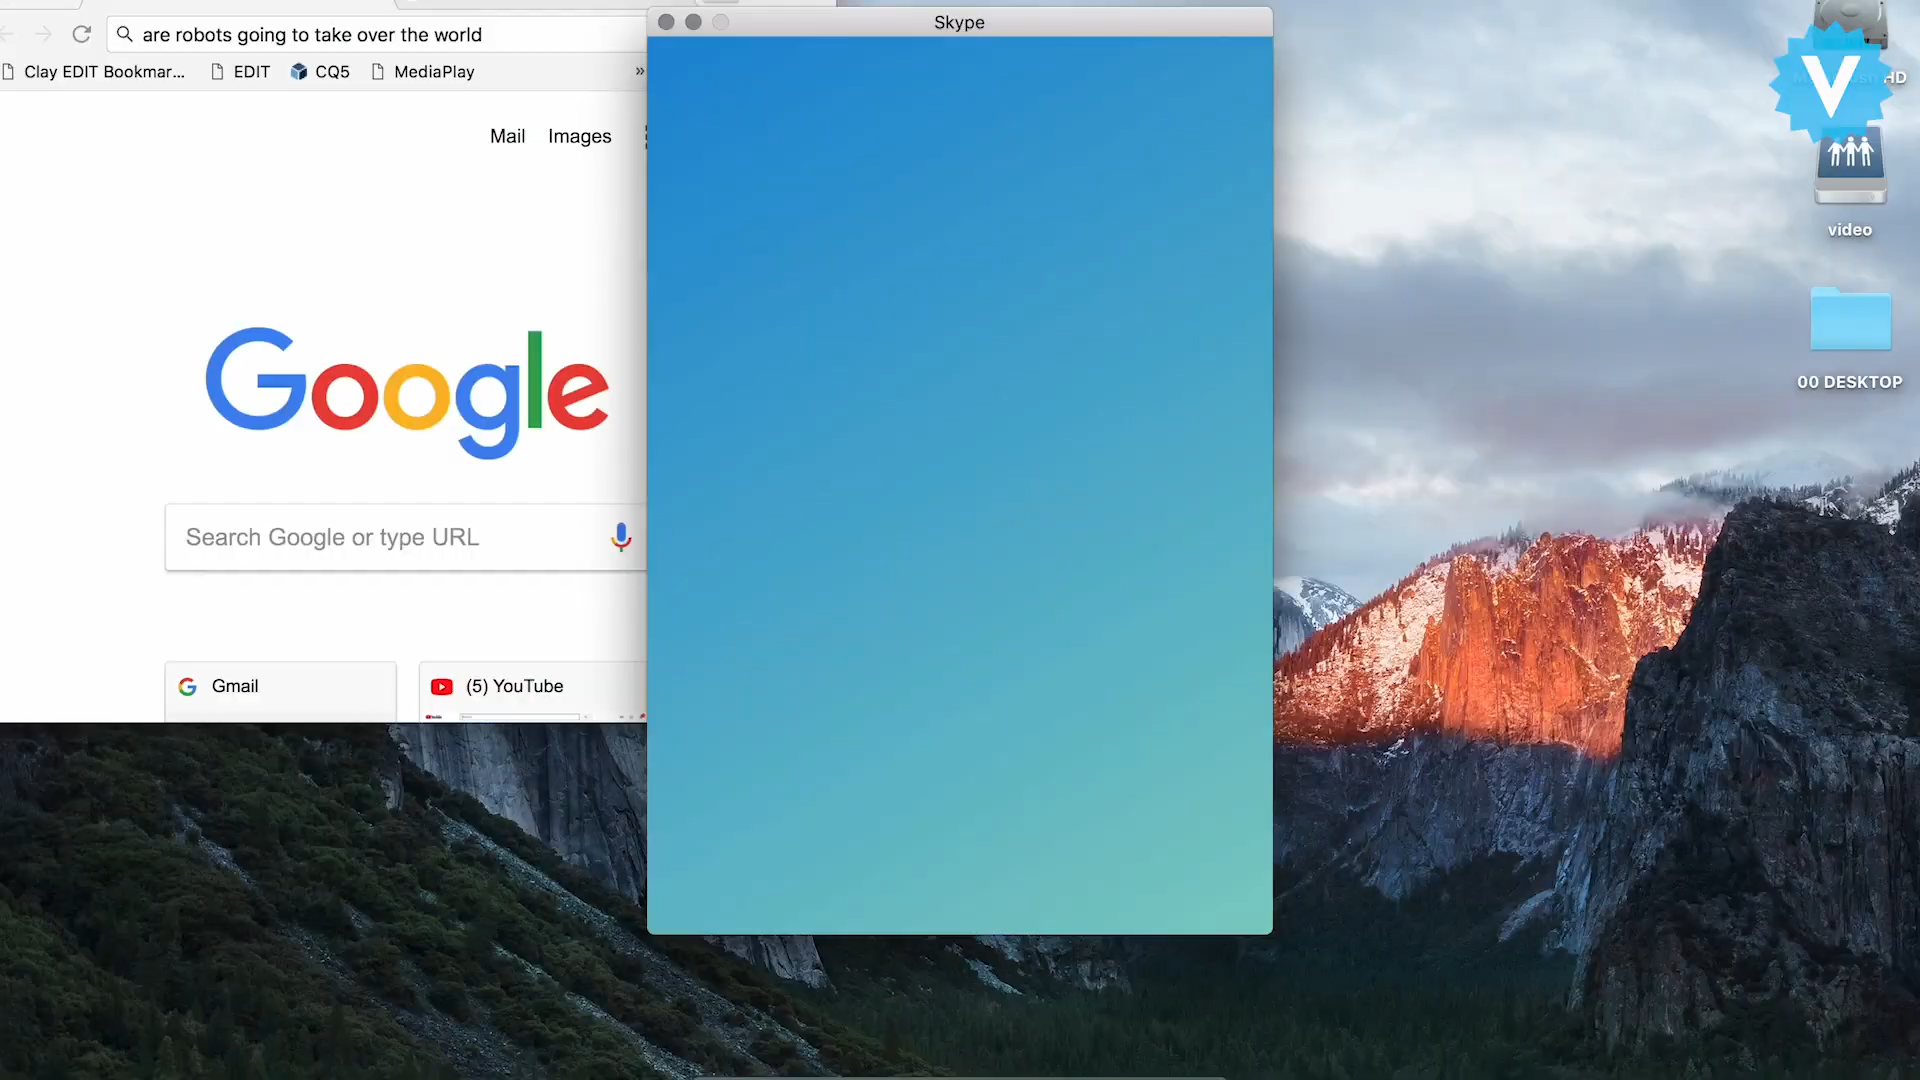 Skype
are robots going to take over the world
Clay EDIT Bookmar...
EDIT
CQ5
MediaPlay
»
Mail
Images
Google
Search Google or type URL
Gmail
(5) YouTube
V
HD
video
00 DESKTOP